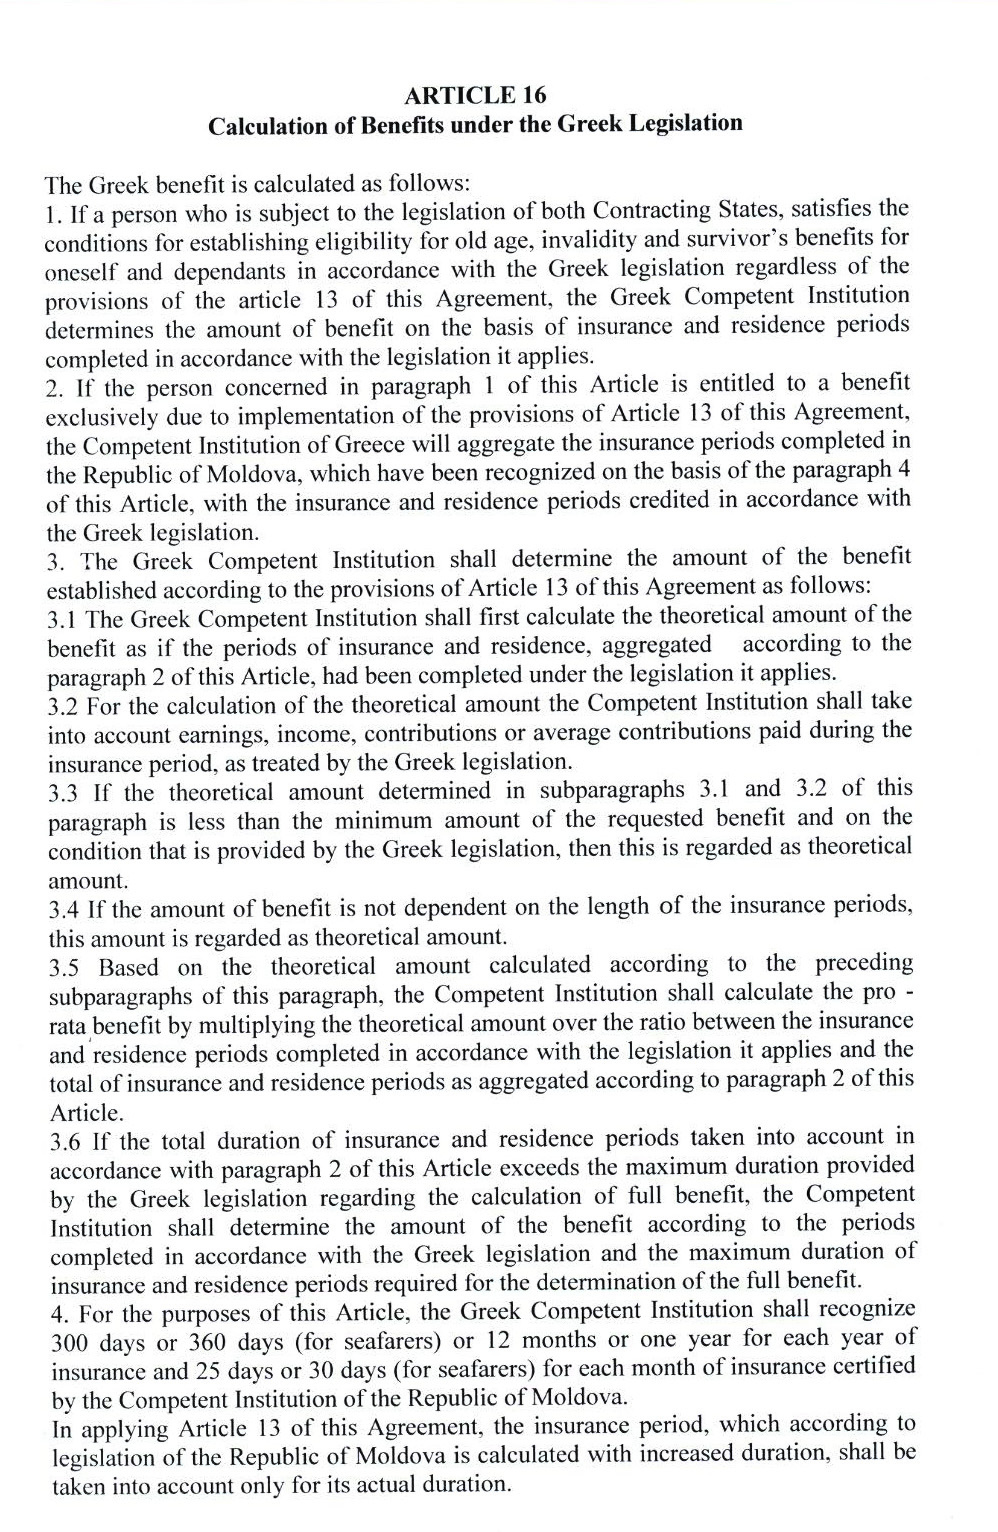 ARTICLE 16
Calculation of Benefits under the Greek Legislation
The Greek benefit is calculated as follows:
1. If a person who is subject to the legislation of both Contracting States, satisfies the
conditions for establishing eligibility for old age, invalidity and survivor's benefits for
oneself and dependants in accordance with the Greek legislation regardless of the
provisions of the article 13 of this Agreement, the Greek Competent Institution
determines the amount of benefit on the basis of insurance and residence periods
completed in accordance with the legislation it applies.
2. If the person concerned in paragraph 1 of this Article is entitled to a benefit
exclusively due to implementation of the provisions of Article 13 of this Agreement,
the Competent Institution of Greece will aggregate the insurance periods completed in
the Republic of Moldova, which have been recognized on the basis of the paragraph 4
of this Article, with the insurance and residence periods credited in accordance with
the Greek legislation.
3. The Greek Competent Institution shall determine the amount of the benefit
established according to the provisions of Article 13 of this Agreement as follows:
3.1 The Greek Competent Institution shall first calculate the theoretical amount of the
benefit as if the periods of insurance and residence, aggregated according to the
paragraph 2 of this Article, had been completed under the legislation it applies.
3.2 For the calculation of the theoretical amount the Competent Institution shall take
into account earnings, income, contributions or average contributions paid during the
insurance period, as treated by the Greek legislation.
3.3 If the theoretical amount determined in subparagraphs 3.1 and 3.2 of this
paragraph is less than the minimum amount of the requested benefit and on the
condition that is provided by the Greek legislation, then this is regarded as theoretical
amount.
3.4 If the amount of benefit is not dependent on the length of the insurance periods,
this amount is regarded as theoretical amount.
3.5 Based on the theoretical amount calculated according to the preceding
subparagraphs of this paragraph, the Competent Institution shall calculate the pro -
rata benefit by multiplying the theoretical amount over the ratio between the insurance
and residence periods completed in accordance with the legislation it applies and the
total of insurance and residence periods as aggregated according to paragraph 2 of this
Article.
3.6 If the total duration of insurance and residence periods taken into account in
accordance with paragraph 2 of this Article exceeds the maximum duration provided
by the Greek legislation regarding the calculation of full benefit, the Competent
Institution shall determine the amount of the benefit according to the periods
completed in accordance with the Greek legislation and the maximum duration of
insurance and residence periods required for the determination of the full benefit.
4. For the purposes of this Article, the Greek Competent Institution shall recognize
300 days or 360 days (for seafarers) or 12 months or one year for each year of
insurance and 25 days or 30 days (for seafarers) for each month of insurance certified
by the Competent Institution of the Republic of Moldova.
In applying Article 13 of this Agreement, the insurance period, which according to
legislation of the Republic of Moldova is calculated with increased duration, shall be
taken into account only for its actual duration.